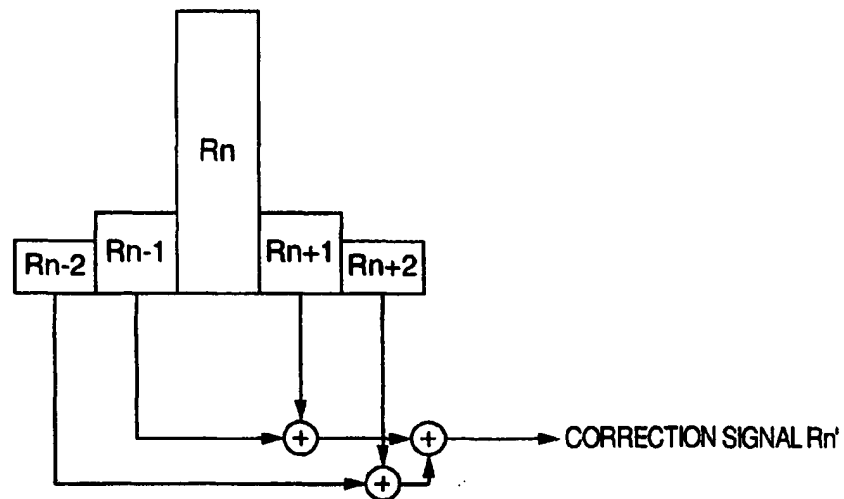 Rn
Rn-2 Rn-1 Rn+1 Rn+2
+ +
+
CORRECTION SIGNAL Rn'